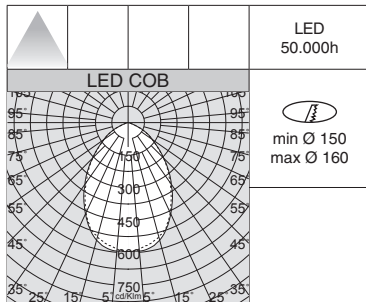 LED
50.000h
LED COB
min Ø 150
max Ø 160
105° 105°
95° 95°
85° 85°
75° 75°
65° 65°
55° 55°
45° 45°
35° 25° 15° 5° 5° 15° 25° 35°
150
300
450
600
750
cd/Klm